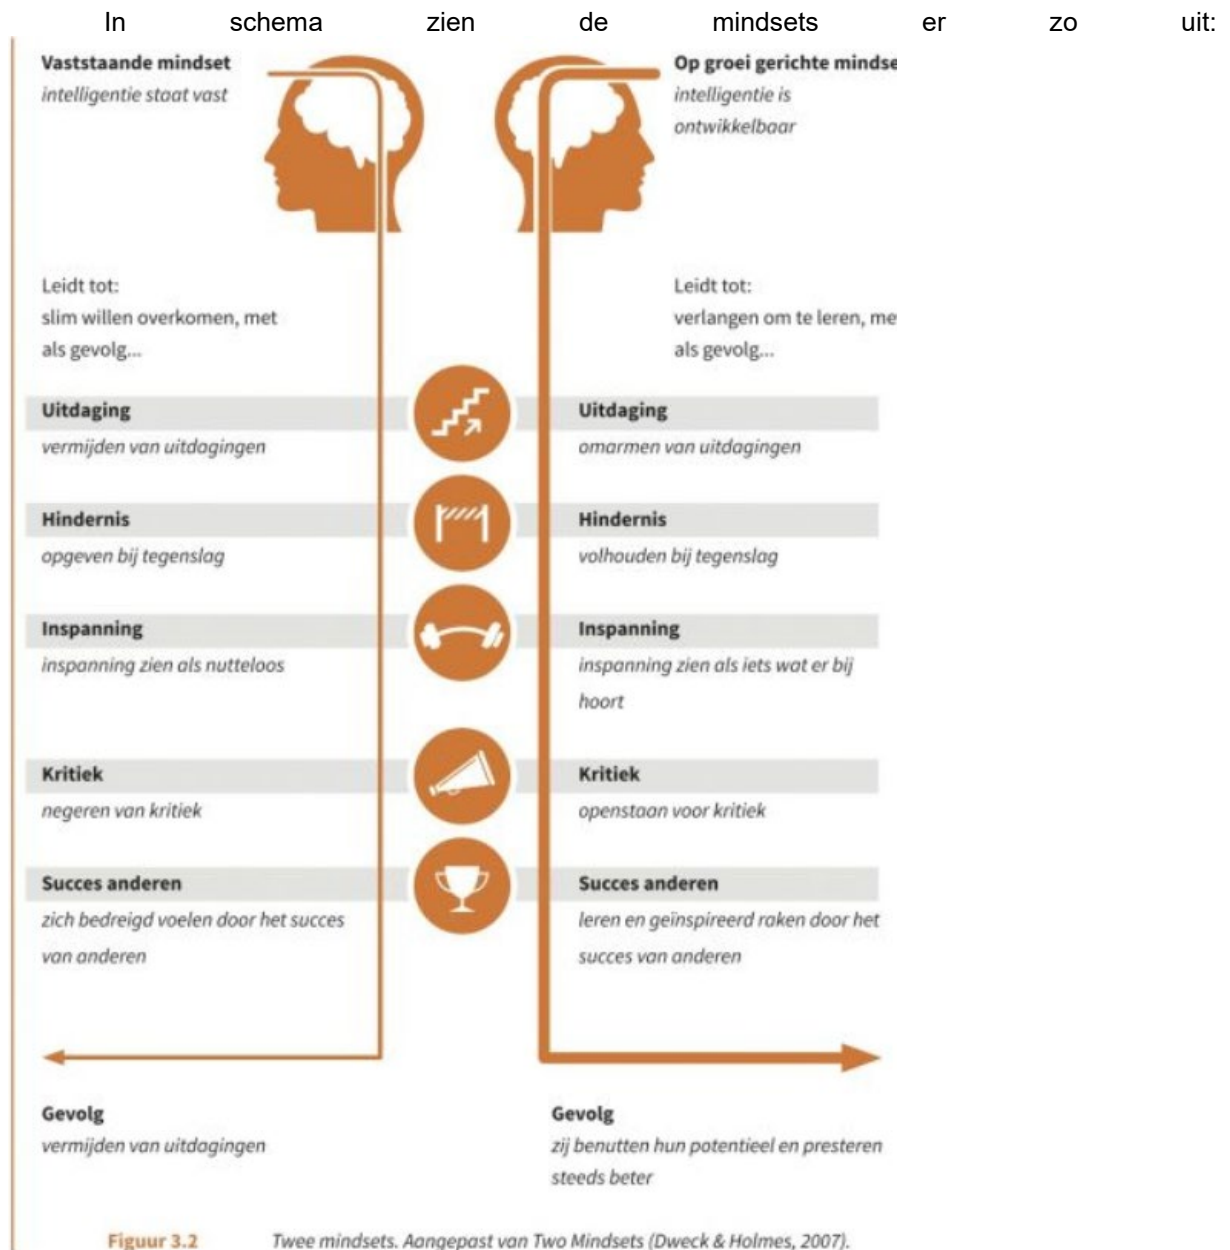 In schema zien de mindsets er zo uit:
Vaststaande mindset
intelligentie staat vast
Op groei gerichte mindse
intelligentie is
ontwikkelbaar
Leidt tot:
slim willen overkomen, met
als gevolg...
Leidt tot:
verlangen om te leren, me
als gevolg...
Uitdaging
vermijden van uitdagingen
Uitdaging
omarmen van uitdagingen
Hindernis
opgeven bij tegenslag
Hindernis
volhouden bij tegenslag
Inspanning
inspanning zien als nutteloos
Inspanning
inspanning zien als iets wat er bij
hoort
Kritiek
negeren van kritiek
Kritiek
openstaan voor kritiek
Succes anderen
zich bedreigd voelen door het succes
van anderen
Succes anderen
leren en geïnspireerd raken door het
succes van anderen
Gevolg
vermijden van uitdagingen
Gevolg
zij benutten hun potentieel en presteren
steeds beter
Figuur 3.2 Twee mindsets. Aangepast van Two Mindsets (Dweck & Holmes, 2007).